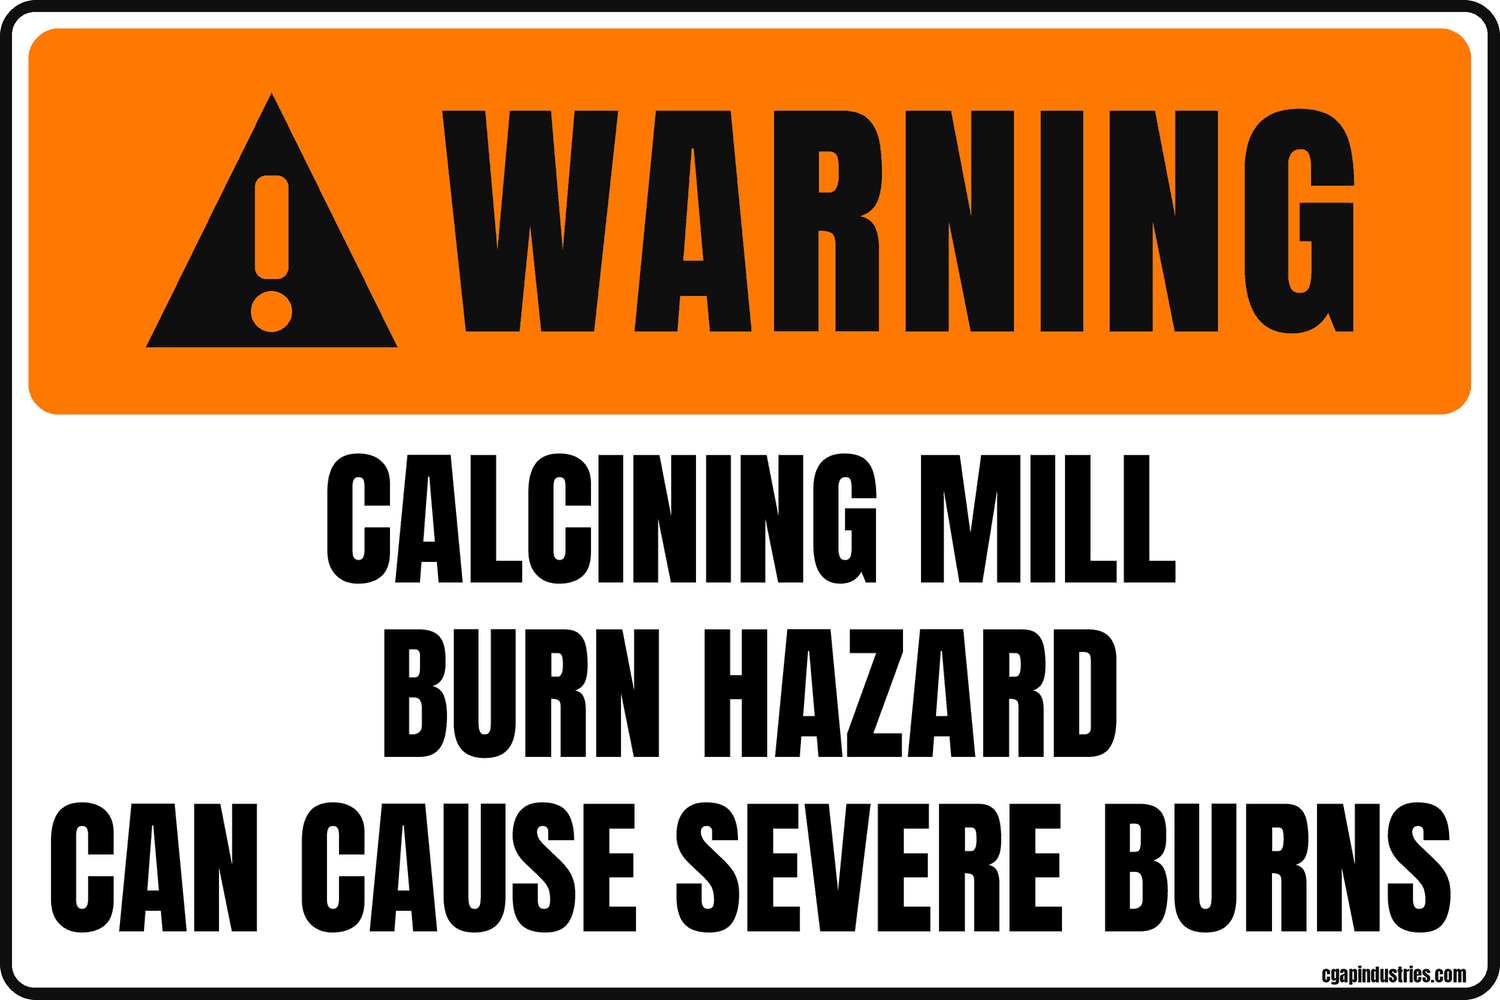 WARNING
CALCINING MILL
BURN HAZARD
CAN CAUSE SEVERE BURNS
cgapindustries.com